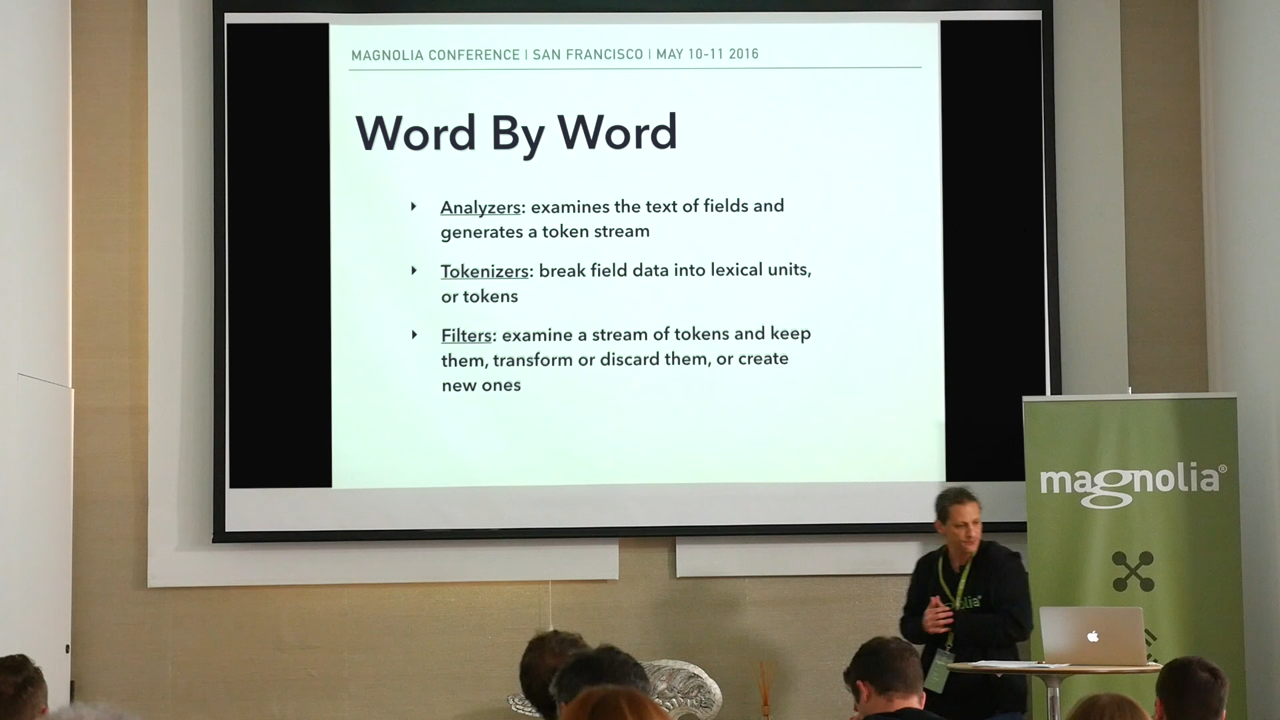 MAGNOLIA CONFERENCE | SAN FRANCISCO | MAY 10-11 2016
Word By Word
Analyzers: examines the text of fields and
generates a token stream
Tokenizers: break field data into lexical units,
or tokens
Filters: examine a stream of tokens and keep
them, transform or discard them, or create
new ones
magnolia®